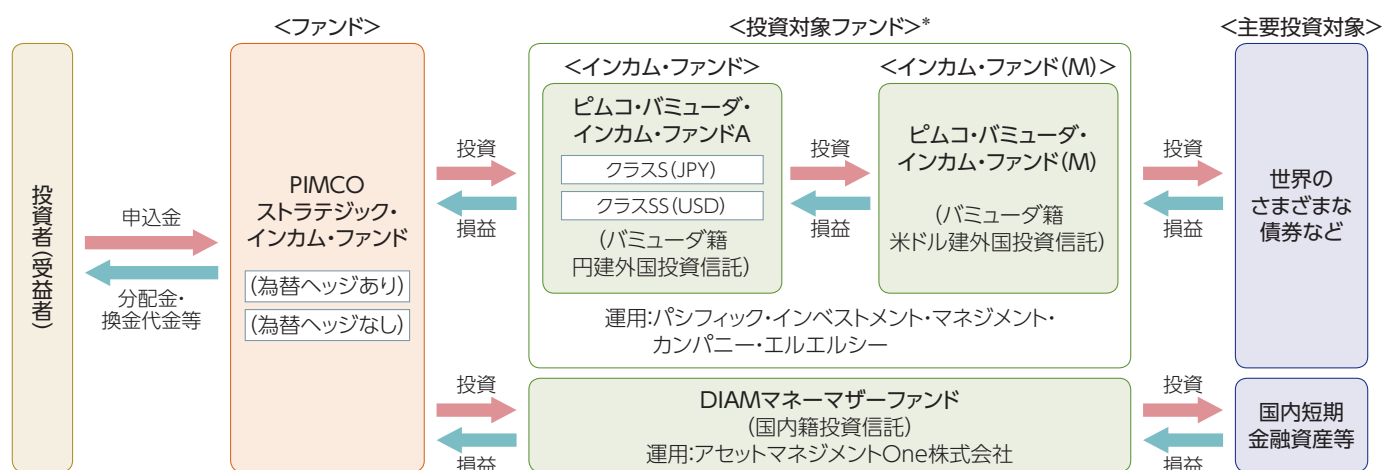 <ファンド>
<投資対象ファンド>*
<主要投資対象>
投資者(受益者)
申込金
分配金・
換金代金等
PIMCO
ストラテジック・
インカム・ファンド
(為替ヘッジあり)
(為替ヘッジなし)
投資
損益
<インカム・ファンド>
ピムコ・バミューダ・
インカム・ファンドA
クラスS(JPY)
クラスSS(USD)
(バミューダ籍
円建外国投資信託)
投資
損益
<インカム・ファンド(M)>
ピムコ・バミューダ・
インカム・ファンド(M)
(バミューダ籍
米ドル建外国投資信託)
運用:パシフィック・インベストメント・マネジメント・
カンパニー・エルエルシー
投資
損益
世界の
さまざまな
債券など
投資
損益
DIAMマネーマザーファンド
(国内籍投資信託)
運用:アセットマネジメントOne株式会社
投資
損益
国内短期
金融資産等